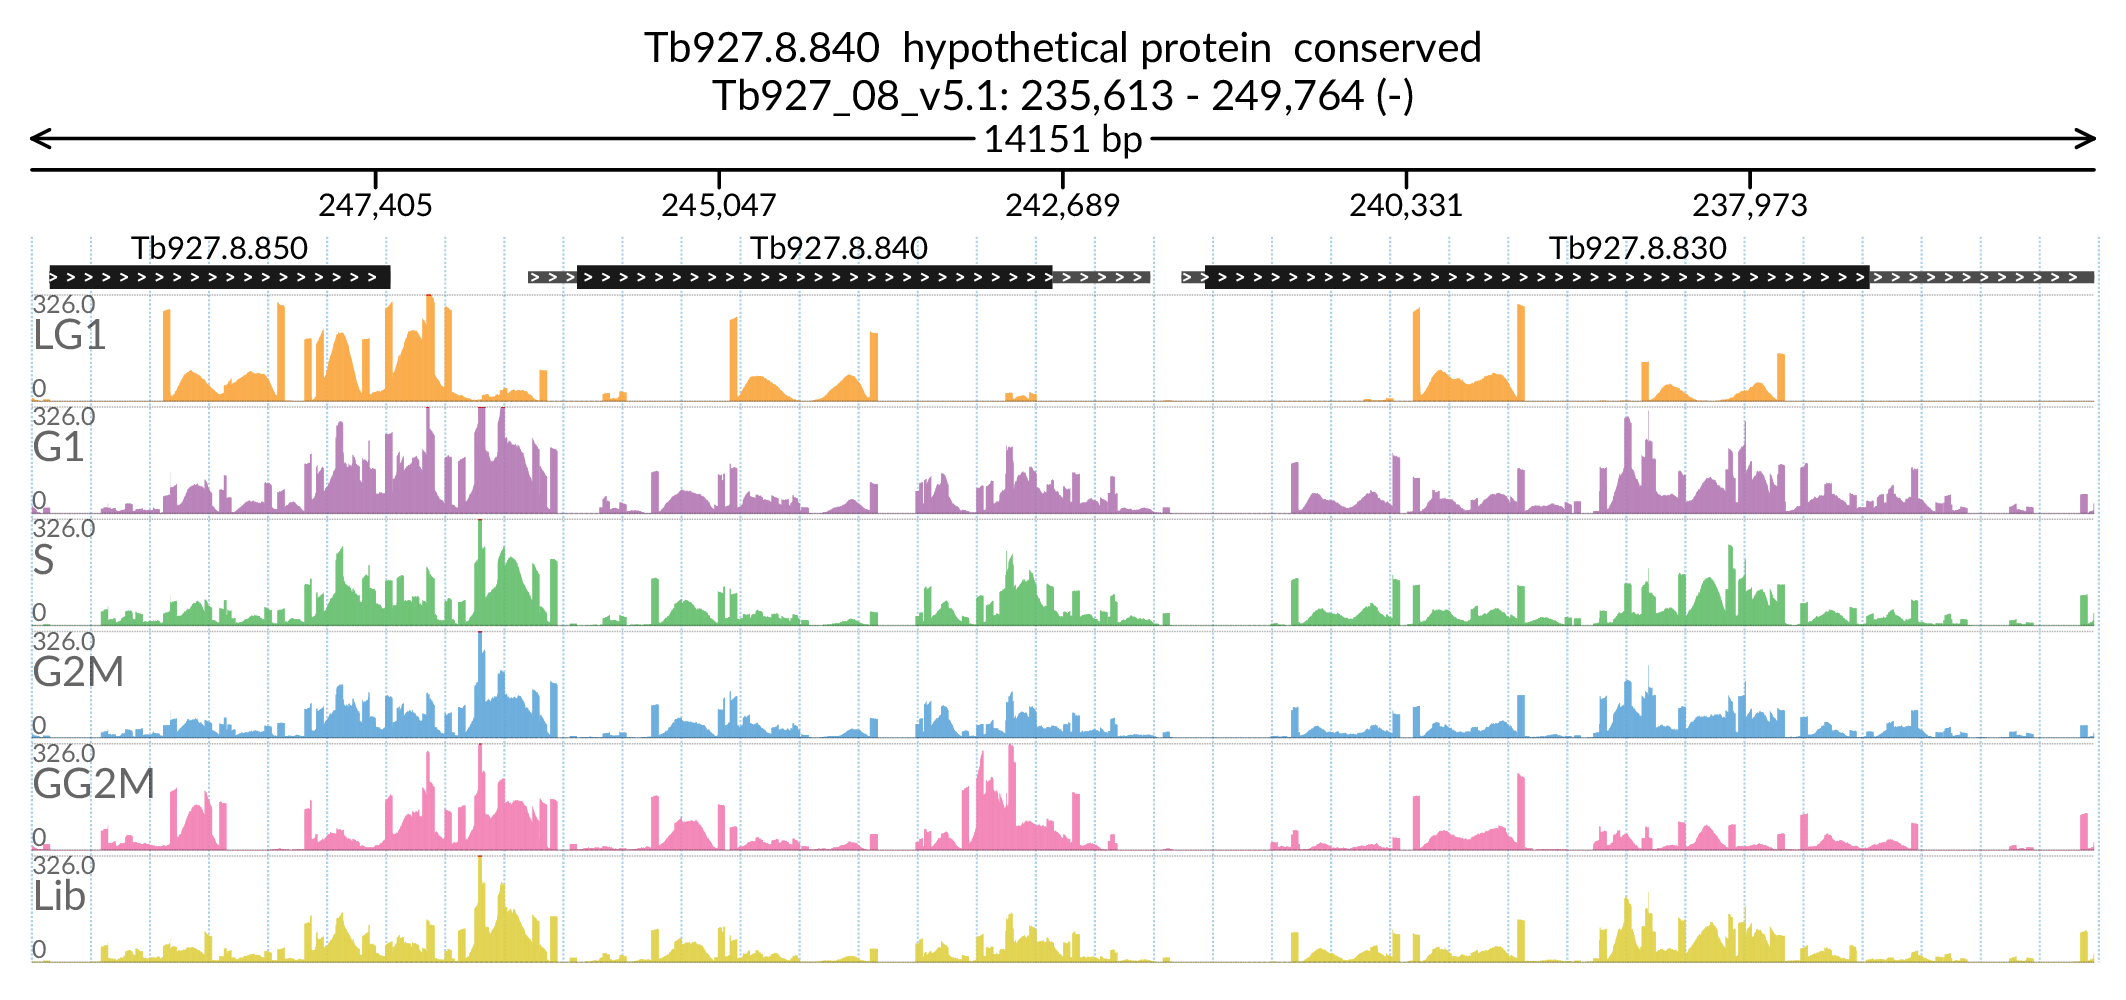 Tb927.8.840  hypothetical protein  conserved
Tb927_08_v5.1: 235,613 - 249,764 (-)
14151 bp
247,405 245,047 242,689 240,331 237,973
Tb927.8.850 Tb927.8.840 Tb927.8.830
326.0
LG1
0
326.0
G1
0
326.0
S
0
326.0
G2M
0
326.0
GG2M
0
326.0
Lib
0